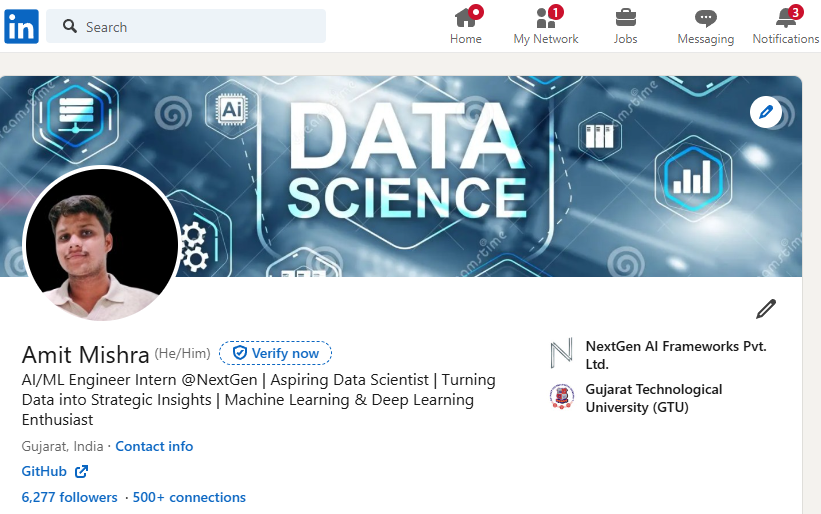 in
Search
Home
1
My Network
Jobs
Messaging
3
Notifications
Ai
DATA
SCIENCE
dreamstime
Amit Mishra (He/Him) Verify now
AI/ML Engineer Intern @NextGen | Aspiring Data Scientist | Turning
Data into Strategic Insights | Machine Learning & Deep Learning
Enthusiast
Gujarat, India · Contact info
GitHub
6,277 followers · 500+ connections
NextGen AI Frameworks Pvt.
Ltd.
Gujarat Technological
University (GTU)